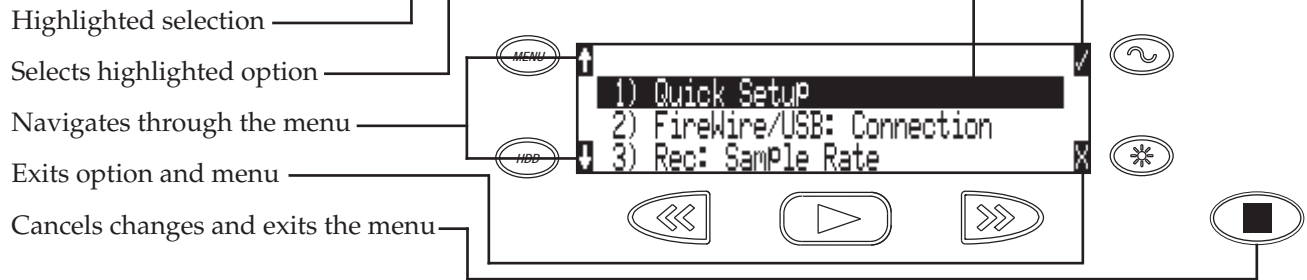 Highlighted selection
Selects highlighted option
Navigates through the menu
Exits option and menu
Cancels changes and exits the menu
MENU
HDD
1) Quick Setup
2) FireWire/USB: Connection
3) Rec: Sample Rate
X